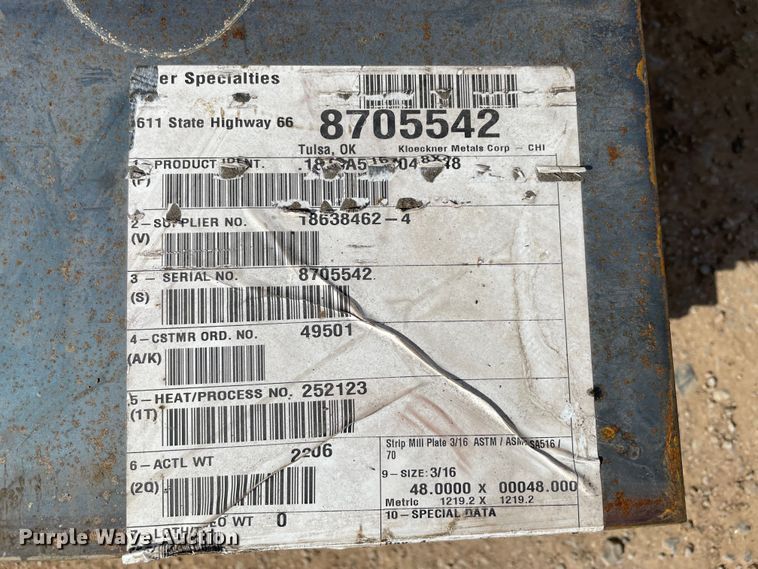 er Specialties
611 State Highway 66
8705542
Tulsa, OK
Kloeckner Metals Corp - CHI
1-PRODUCT IDENT.
(P)
2-SUPPLIER NO. 18638462-4
(V)
3-SERIAL NO. 8705542
(S)
4-CSTMR ORD. NO. 49501
(A/K)
5-HEAT/PROCESS NO. 252123
(1T)
6-ACTL WT 2206
(2Q)
Strip Mill Plate 3/16 ASTM / ASME SA516 /
70
9-SIZE: 3/16
48.0000 X 00048.000
Metric 1219.2 X 1219.2
EO WT 0
10-SPECIAL DATA
Purple Wave Auction